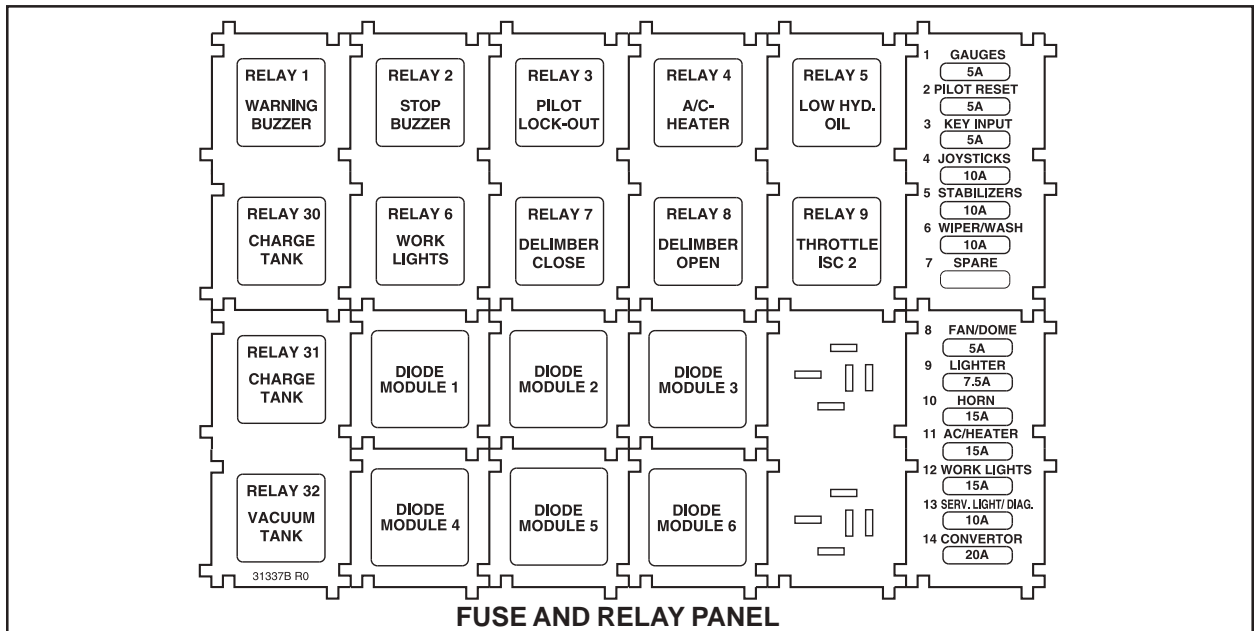 RELAY 1
WARNING
BUZZER
RELAY 2
STOP
BUZZER
RELAY 3
PILOT
LOCK-OUT
RELAY 4
A/C-
HEATER
RELAY 5
LOW HYD.
OIL
RELAY 30
CHARGE
TANK
RELAY 6
WORK
LIGHTS
RELAY 7
DELIMBER
CLOSE
RELAY 8
DELIMBER
OPEN
RELAY 9
THROTTLE
ISC 2
RELAY 31
CHARGE
TANK
DIODE
MODULE 1
DIODE
MODULE 2
DIODE
MODULE 3
RELAY 32
VACUUM
TANK
DIODE
MODULE 4
DIODE
MODULE 5
DIODE
MODULE 6
31337B R0
1 GAUGES
5A
2 PILOT RESET
5A
3 KEY INPUT
5A
4 JOYSTICKS
10A
5 STABILIZERS
10A
6 WIPER/WASH
10A
7 SPARE
8 FAN/DOME
5A
9 LIGHTER
7.5A
10 HORN
15A
11 AC/HEATER
15A
12 WORK LIGHTS
15A
13 SERV. LIGHT/ DIAG.
10A
14 CONVERTOR
20A
FUSE AND RELAY PANEL